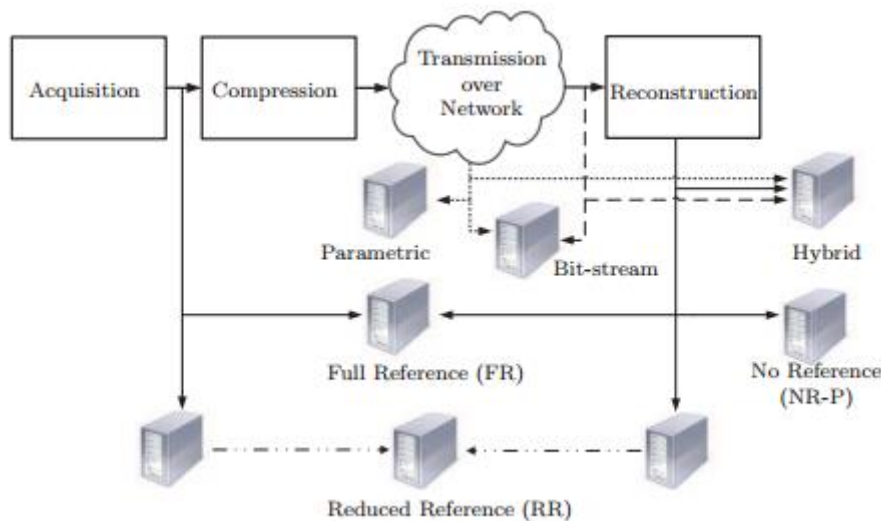 Acquisition
Compression
Transmission
over
Network
Reconstruction
Parametric
Bit-stream
Hybrid
Full Reference (FR)
No Reference
(NR-P)
Reduced Reference (RR)